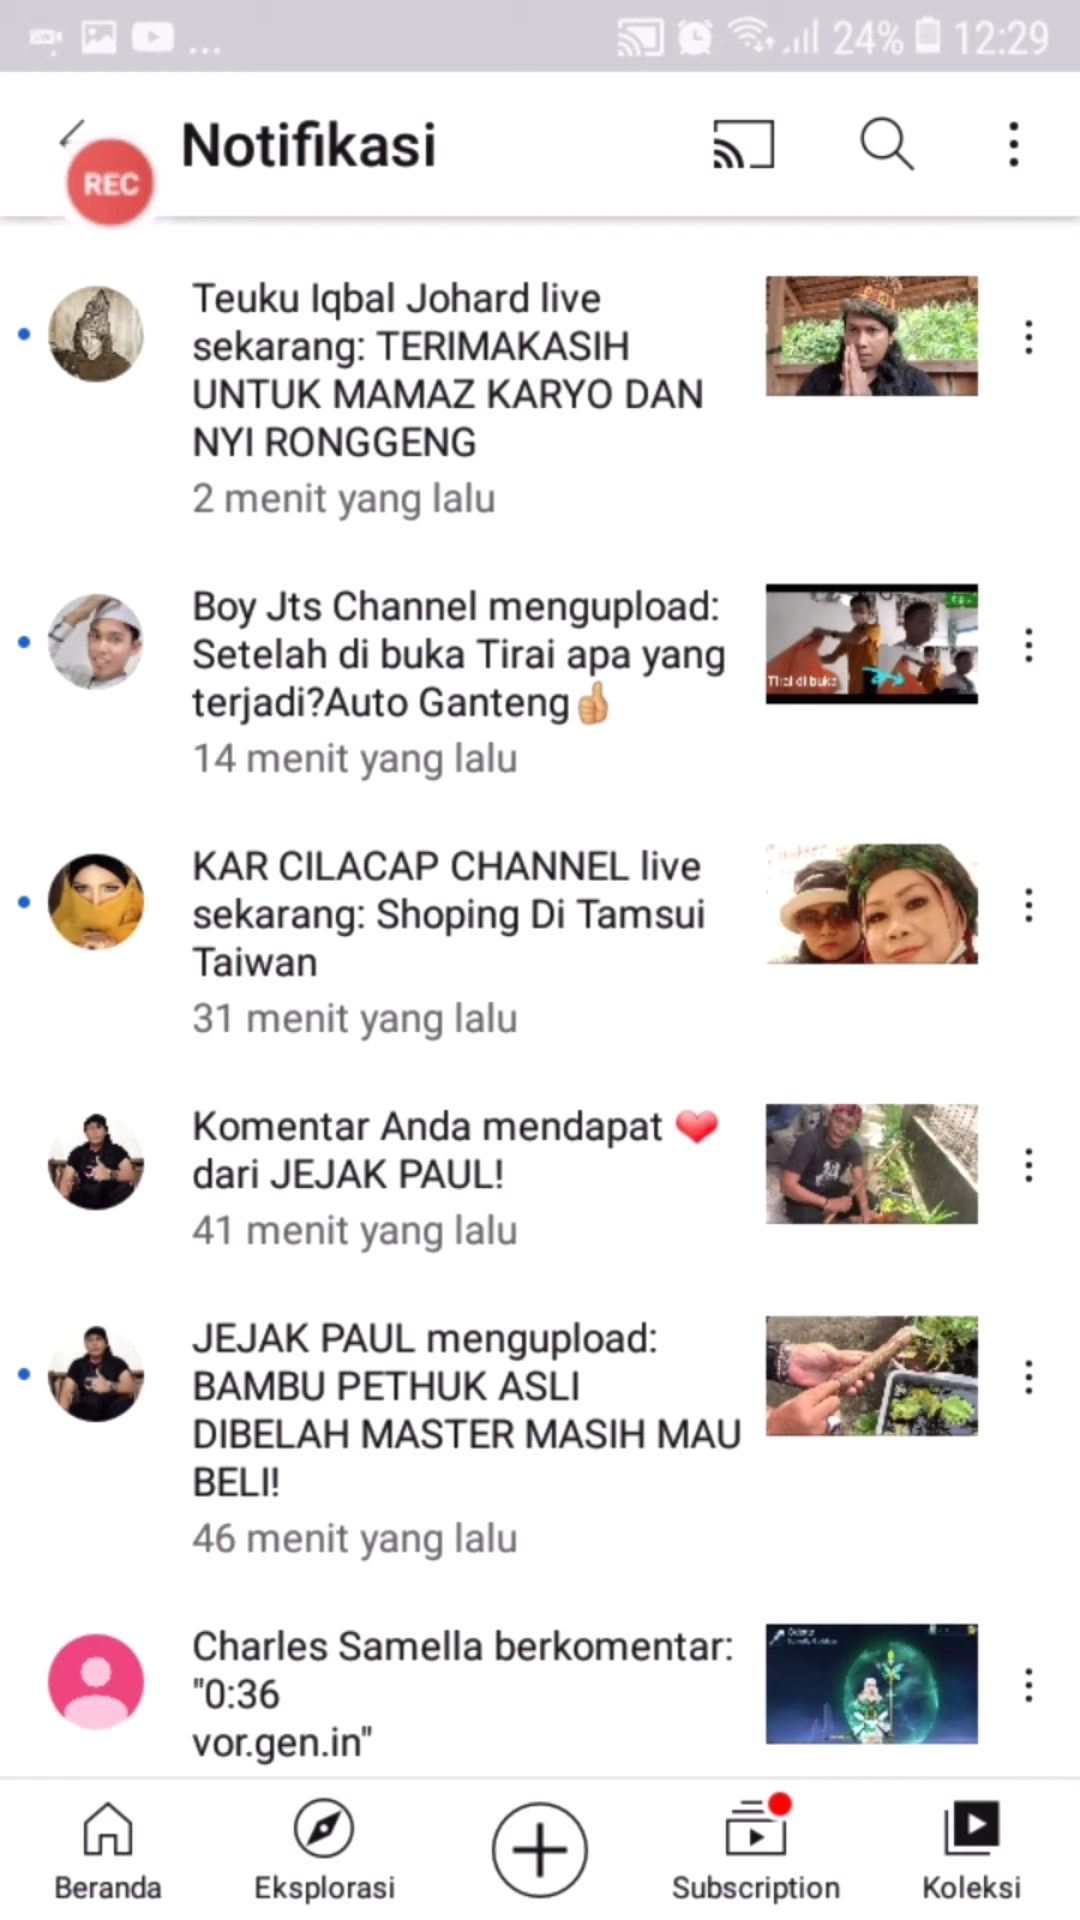 24% 12:29
REC
Notifikasi
Teuku Iqbal Johard live
sekarang: TERIMAKASIH
UNTUK MAMAZ KARYO DAN
NYI RONGGENG
2 menit yang lalu
Boy Jts Channel mengupload:
Setelah di buka Tirai apa yang
terjadi?Auto Ganteng👍
Tirai di buka
14 menit yang lalu
KAR CILACAP CHANNEL live
sekarang: Shoping Di Tamsui
Taiwan
31 menit yang lalu
Komentar Anda mendapat ❤
dari JEJAK PAUL!
41 menit yang lalu
JEJAK PAUL mengupload:
BAMBU PETHUK ASLI
DIBELAH MASTER MASIH MAU
BELI!
46 menit yang lalu
Charles Samella berkomentar:
"0:36
vor.gen.in"
Beranda
Eksplorasi
Subscription
Koleksi